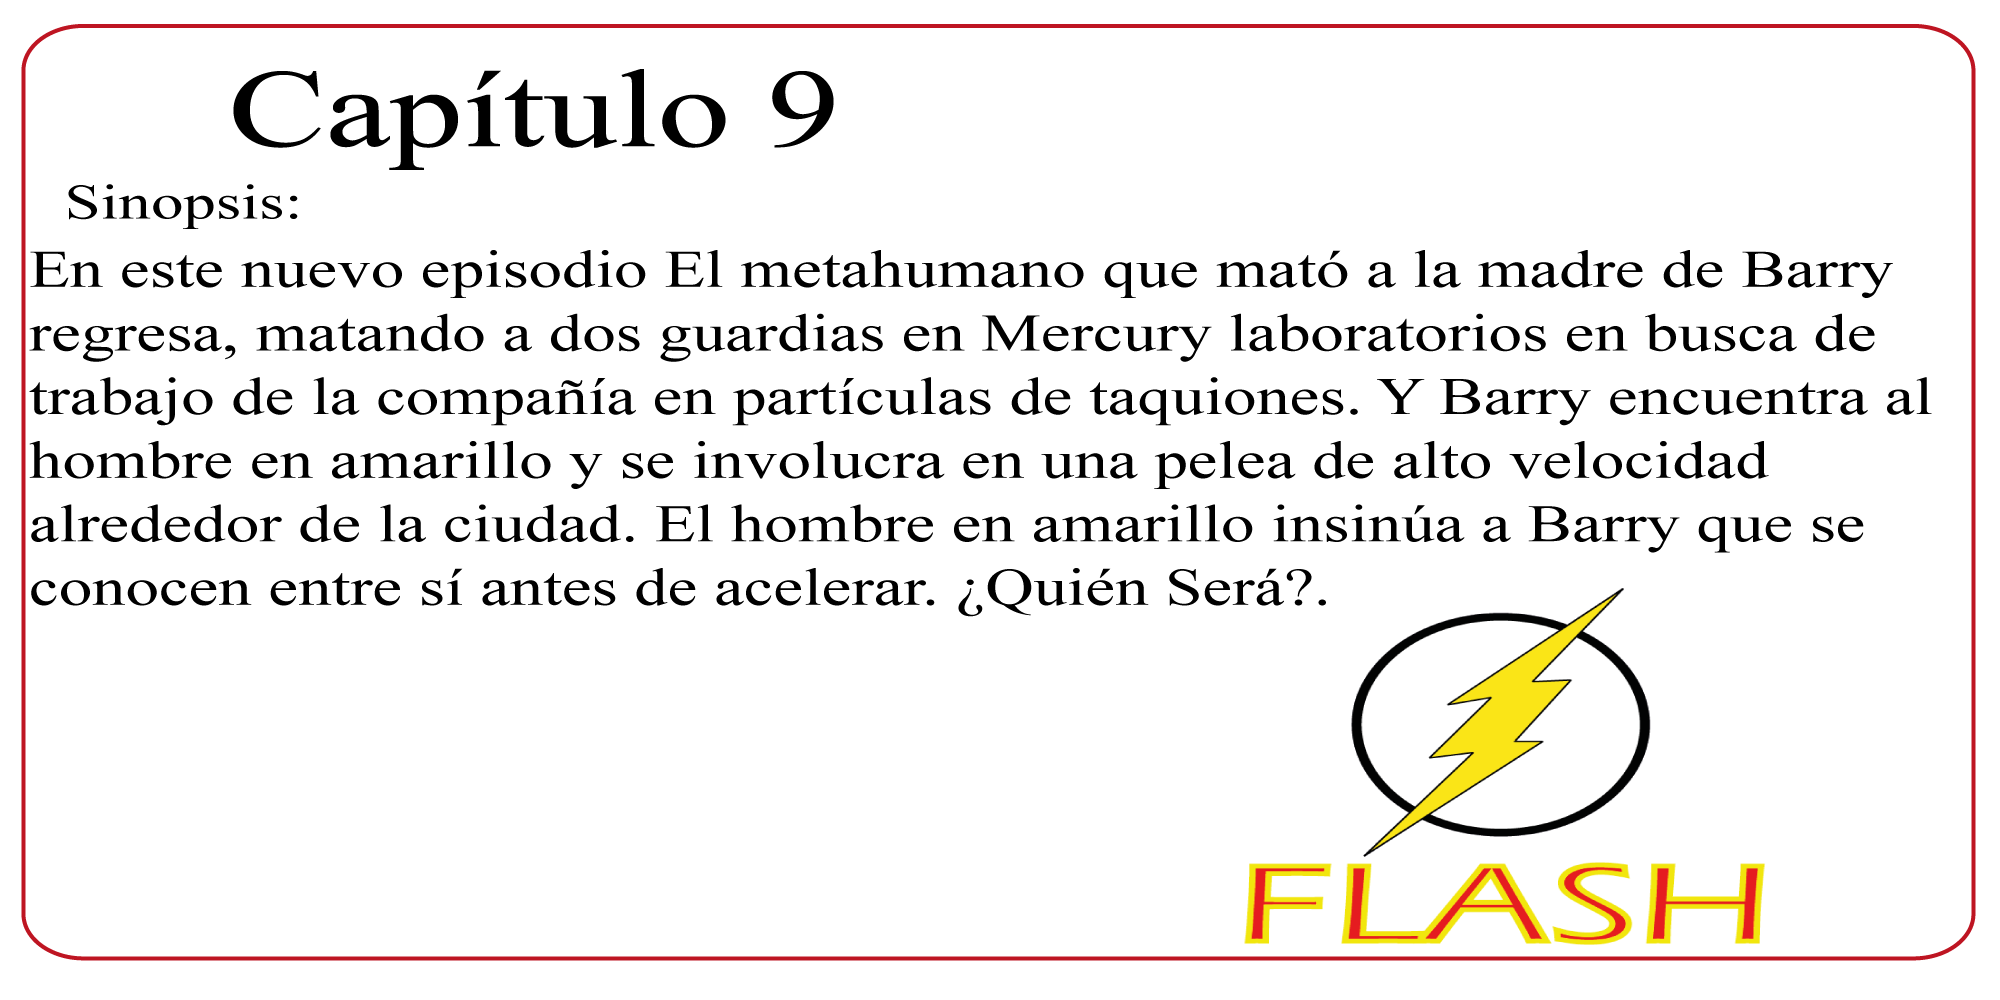 Capítulo 9
Sinopsis:
En este nuevo episodio El metahumano que mató a la madre de Barry
regresa, matando a dos guardias en Mercury laboratorios en busca de
trabajo de la compañía en partículas de taquiones. Y Barry encuentra al
hombre en amarillo y se involucra en una pelea de alto velocidad
alrededor de la ciudad. El hombre en amarillo insinúa a Barry que se
conocen entre sí antes de acelerar. ¿Quién Será?.
FLASH